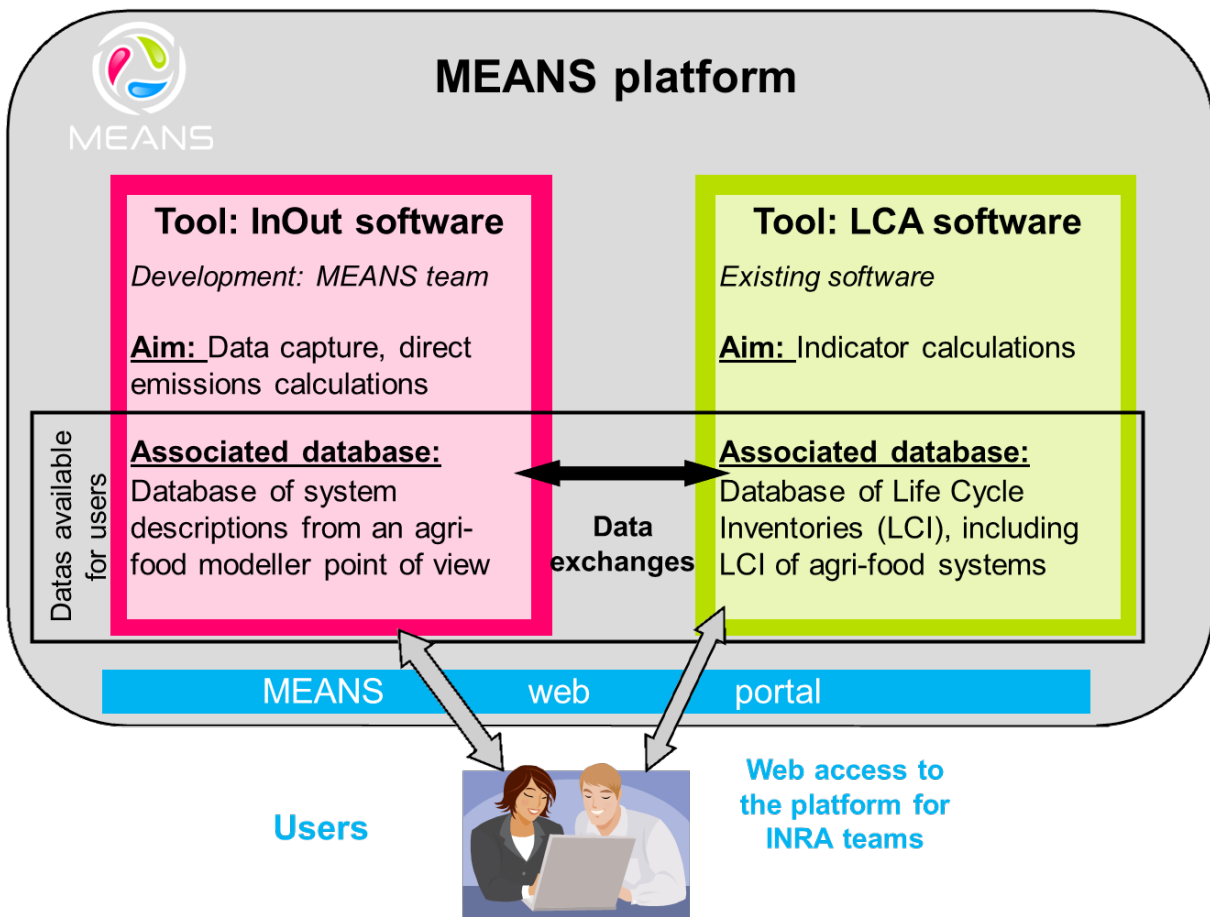 MEANS platform
MEANS
Tool: InOut software
Development: MEANS team
Aim: Data capture, direct
emissions calculations
Associated database:
Database of system
descriptions from an agri-
food modeller point of view
Tool: LCA software
Existing software
Aim: Indicator calculations
Associated database:
Database of Life Cycle
Inventories (LCI), including
LCI of agri-food systems
Datas available
for users
Data
exchanges
MEANS web portal
Users
Web access to
the platform for
INRA teams